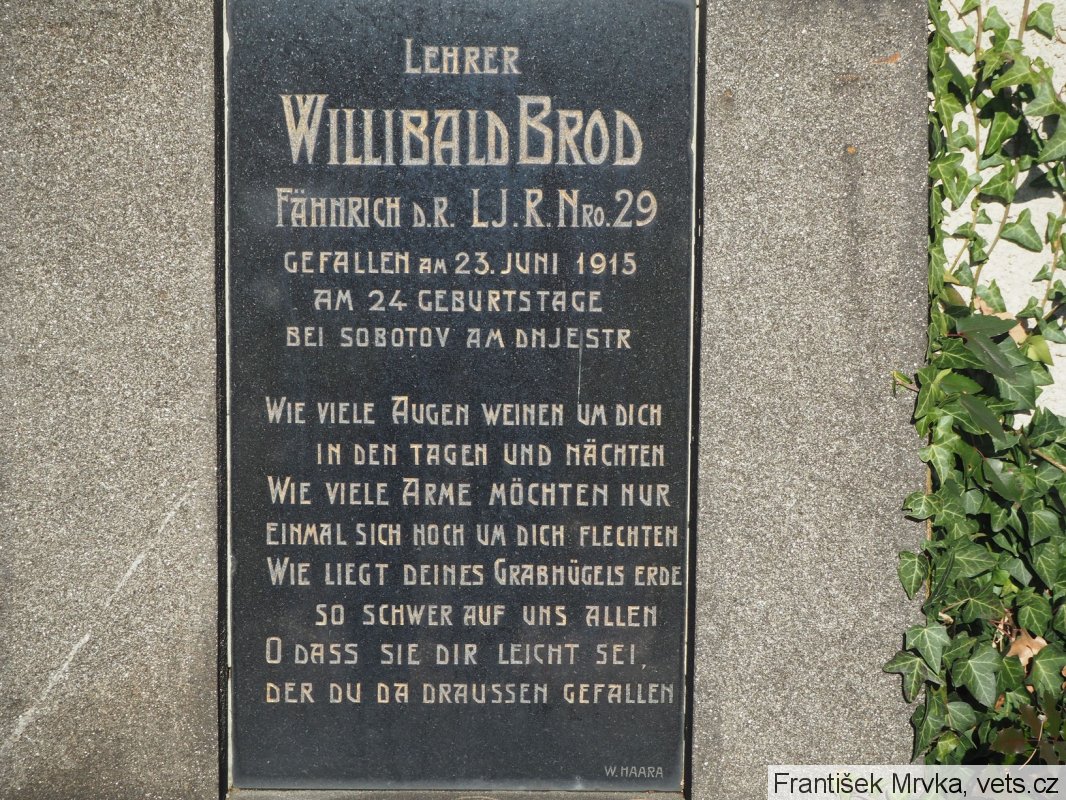 LEHRER
WILLIBALD BROD
FÄHNRICH D.R. L.J.R. NRO. 29
GEFALLEN AM 23. JUNI 1915
AM 24 GEBURTSTAGE
BEI SOBOTOV AM DNJESTR
WIE VIELE AUGEN WEINEN UM DICH
IN DEN TAGEN UND NÄCHTEN
WIE VIELE ARME MÖCHTEN NUR
EINMAL SICH NOCH UM DICH FLECHTEN
WIE LIEGT DEINES GRABHÜGELS ERDE
SO SCHWER AUF UNS ALLEN
O DASS SIE DIR LEICHT SEI,
DER DU DA DRAUSSEN GEFALLEN
W. HAARA
František Mrvka, vets.cz